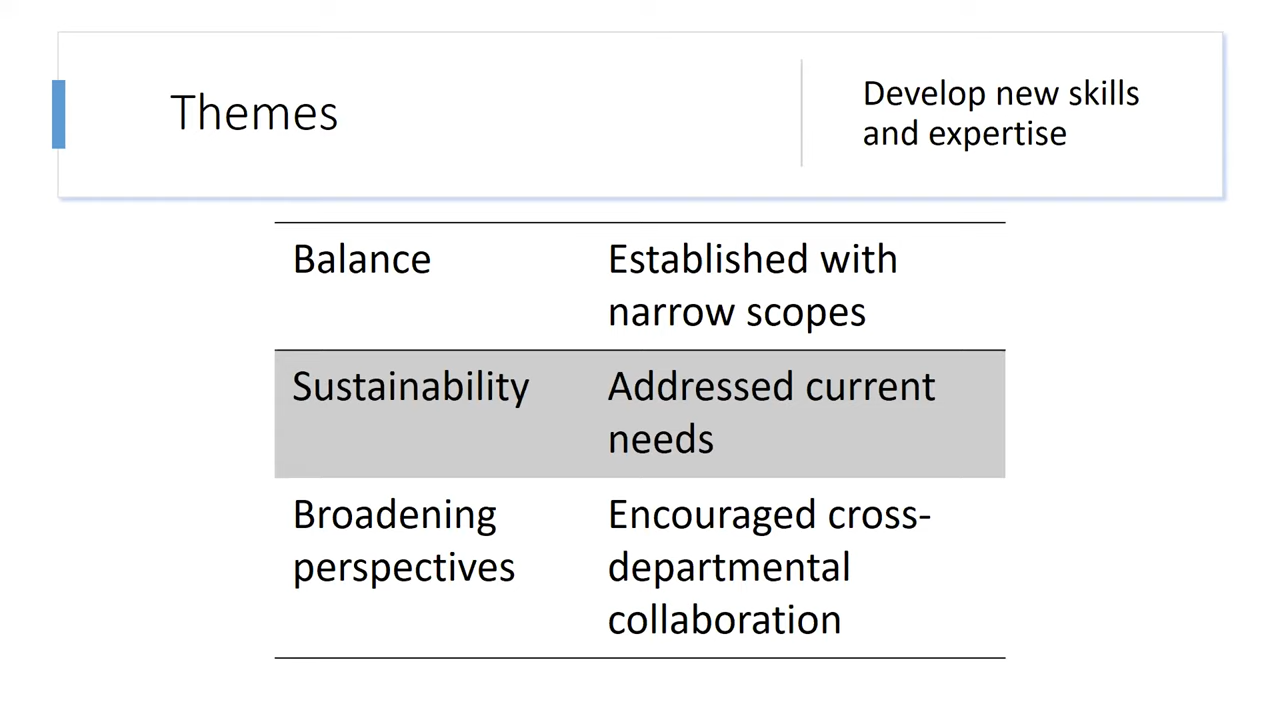 Themes
Develop new skills
and expertise
Balance
Established with
narrow scopes
Sustainability
Addressed current
needs
Broadening
perspectives
Encouraged cross-
departmental
collaboration